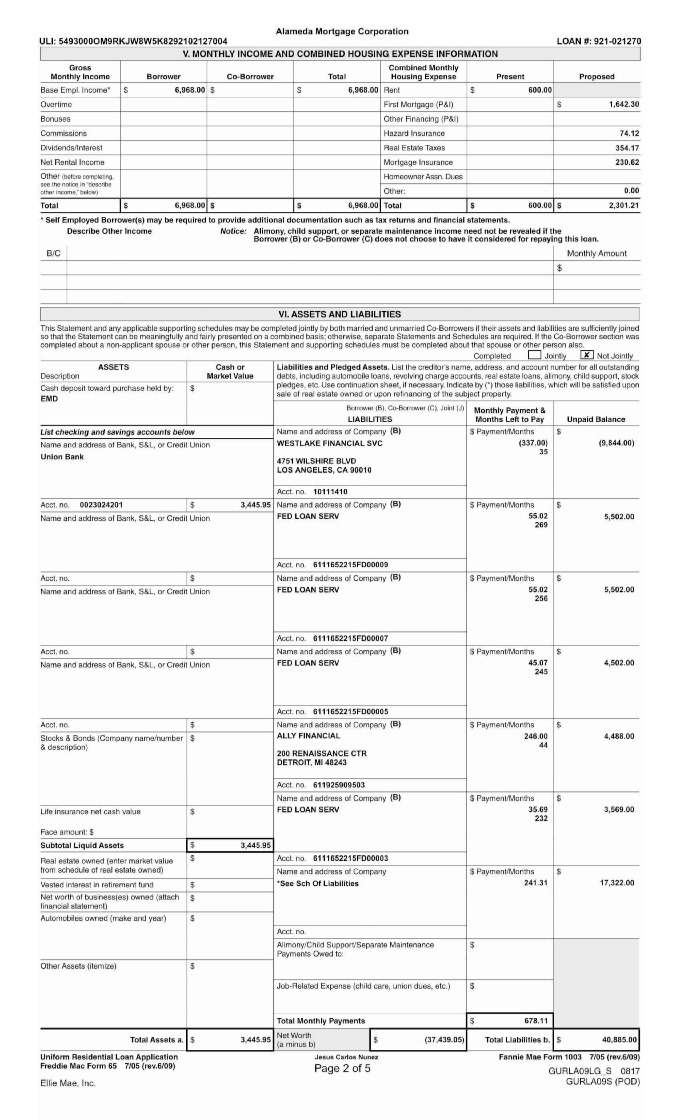 Alameda Mortgage Corporation
ULI: 5493000OM9RKJW8W5K8292102127004 LOAN #: 921-021270
V. MONTHLY INCOME AND COMBINED HOUSING EXPENSE INFORMATION
Gross Monthly Income Borrower Co-Borrower Total Combined Monthly Housing Expense Present Proposed
Base Empl. Income* $ 6,968.00 $ $ 6,968.00 Rent $ 600.00
Overtime First Mortgage (P&I) $ 1,642.30
Bonuses Other Financing (P&I)
Commissions Hazard Insurance 74.12
Dividends/Interest Real Estate Taxes 354.17
Net Rental Income Mortgage Insurance 230.62
Other (before completing, see the notice in "describe other income," below) Homeowner Assn. Dues
Other: 0.00
Total $ 6,968.00 $ $ 6,968.00 Total $ 600.00 $ 2,301.21
* Self Employed Borrower(s) may be required to provide additional documentation such as tax returns and financial statements.
Describe Other Income Notice: Alimony, child support, or separate maintenance income need not be revealed if the
Borrower (B) or Co-Borrower (C) does not choose to have it considered for repaying this loan.
B/C Monthly Amount
$
VI. ASSETS AND LIABILITIES
This Statement and any applicable supporting schedules may be completed jointly by both married and unmarried Co-Borrowers if their assets and liabilities are sufficiently joined
so that the Statement can be meaningfully and fairly presented on a combined basis; otherwise, separate Statements and Schedules are required. If the Co-Borrower section was
completed about a non-applicant spouse or other person, this Statement and supporting schedules must be completed about that spouse or other person also.
Completed Jointly X Not Jointly
ASSETS
Description
Cash or Market Value
Liabilities and Pledged Assets. List the creditor's name, address, and account number for all outstanding
debts, including automobile loans, revolving charge accounts, real estate loans, alimony, child support, stock
pledges, etc. Use continuation sheet, if necessary. Indicate by (*) those liabilities, which will be satisfied upon
sale of real estate owned or upon refinancing of the subject property.
Cash deposit toward purchase held by: $
EMD
Borrower (B), Co-Borrower (C), Joint (J)
LIABILITIES
Monthly Payment & Months Left to Pay
Unpaid Balance
List checking and savings accounts below Name and address of Company (B) $ Payment/Months $
Name and address of Bank, S&L, or Credit Union WESTLAKE FINANCIAL SVC (337.00) (9,844.00)
Union Bank 35
4751 WILSHIRE BLVD
LOS ANGELES, CA 90010
Acct. no. 10111410
Acct. no. 0023024201 $ 3,445.95 Name and address of Company (B) $ Payment/Months $
Name and address of Bank, S&L, or Credit Union FED LOAN SERV 55.02 5,502.00
269
Acct. no. 6111652215FD00009
Acct. no. $ Name and address of Company (B) $ Payment/Months $
Name and address of Bank, S&L, or Credit Union FED LOAN SERV 55.02 5,502.00
256
Acct. no. 6111652215FD00007
Acct. no. $ Name and address of Company (B) $ Payment/Months $
Name and address of Bank, S&L, or Credit Union FED LOAN SERV 45.07 4,502.00
245
Acct. no. 6111652215FD00005
Acct. no. $ Name and address of Company (B) $ Payment/Months $
Stocks & Bonds (Company name/number & description) $ ALLY FINANCIAL 246.00 4,488.00
44
200 RENAISSANCE CTR
DETROIT, MI 48243
Acct. no. 611925909503
Name and address of Company (B) $ Payment/Months $
Life insurance net cash value $ FED LOAN SERV 35.69 3,569.00
232
Face amount: $
Subtotal Liquid Assets $ 3,445.95
Acct. no. 6111652215FD00003
Real estate owned (enter market value from schedule of real estate owned) $ Name and address of Company $ Payment/Months $
Vested interest in retirement fund $ *See Sch Of Liabilities 241.31 17,322.00
Net worth of business(es) owned (attach financial statement) $
Automobiles owned (make and year) $
Acct. no.
Alimony/Child Support/Separate Maintenance Payments Owed to: $
Other Assets (itemize) $
Job-Related Expense (child care, union dues, etc.) $
Total Monthly Payments $ 678.11
Total Assets a. $ 3,445.95 Net Worth (a minus b) $ (37,439.05) Total Liabilities b. $ 40,885.00
Uniform Residential Loan Application Jesus Carlos Nunez Fannie Mae Form 1003 7/05 (rev.6/09)
Freddie Mac Form 65 7/05 (rev.6/09) Page 2 of 5 GURLA09LG_S 0817
Ellie Mae, Inc. GURLA09S (POD)